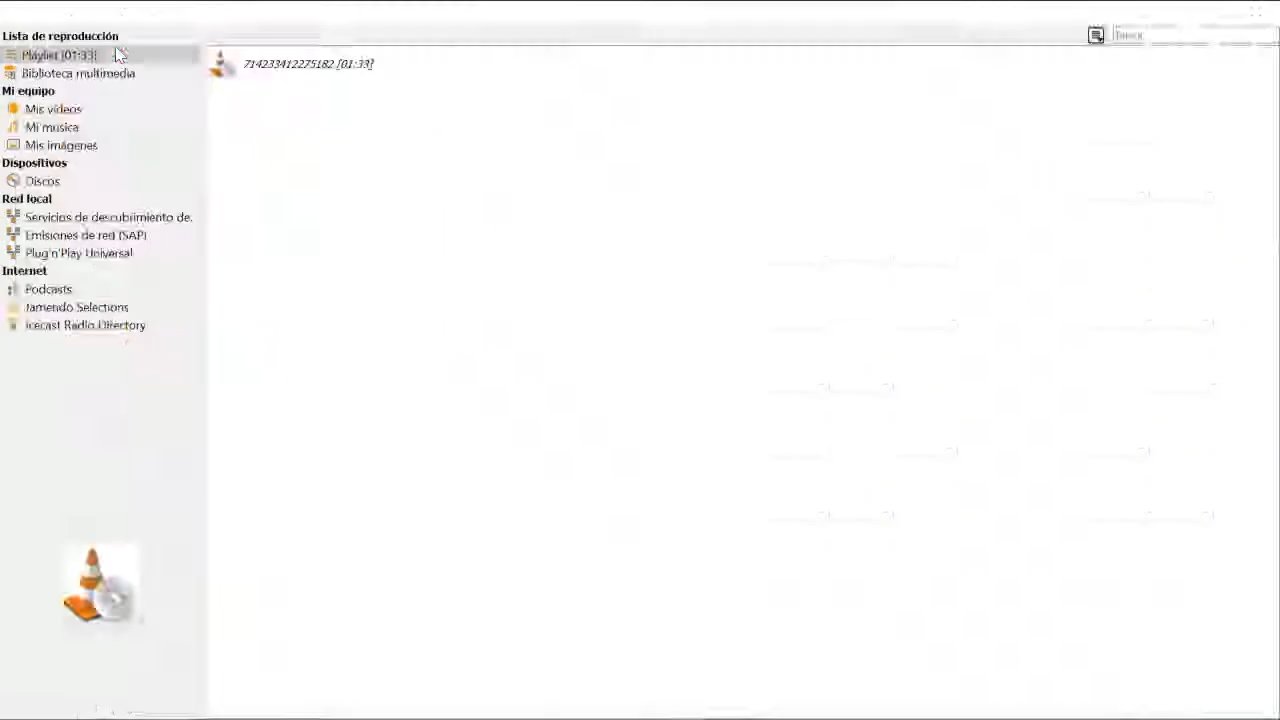 Lista de reproducción
Playlist [01:33]
Biblioteca multimedia
Mi equipo
Mis vídeos
Mi música
Mis imágenes
Dispositivos
Discos
Red local
Servicios de descubrimiento de.
Emisiones de red (SAP)
Plug'n'Play Universal
Internet
Podcasts
Jamendo Selections
Icecast Radio Directory
Buscar
714233412275182 [01:33]